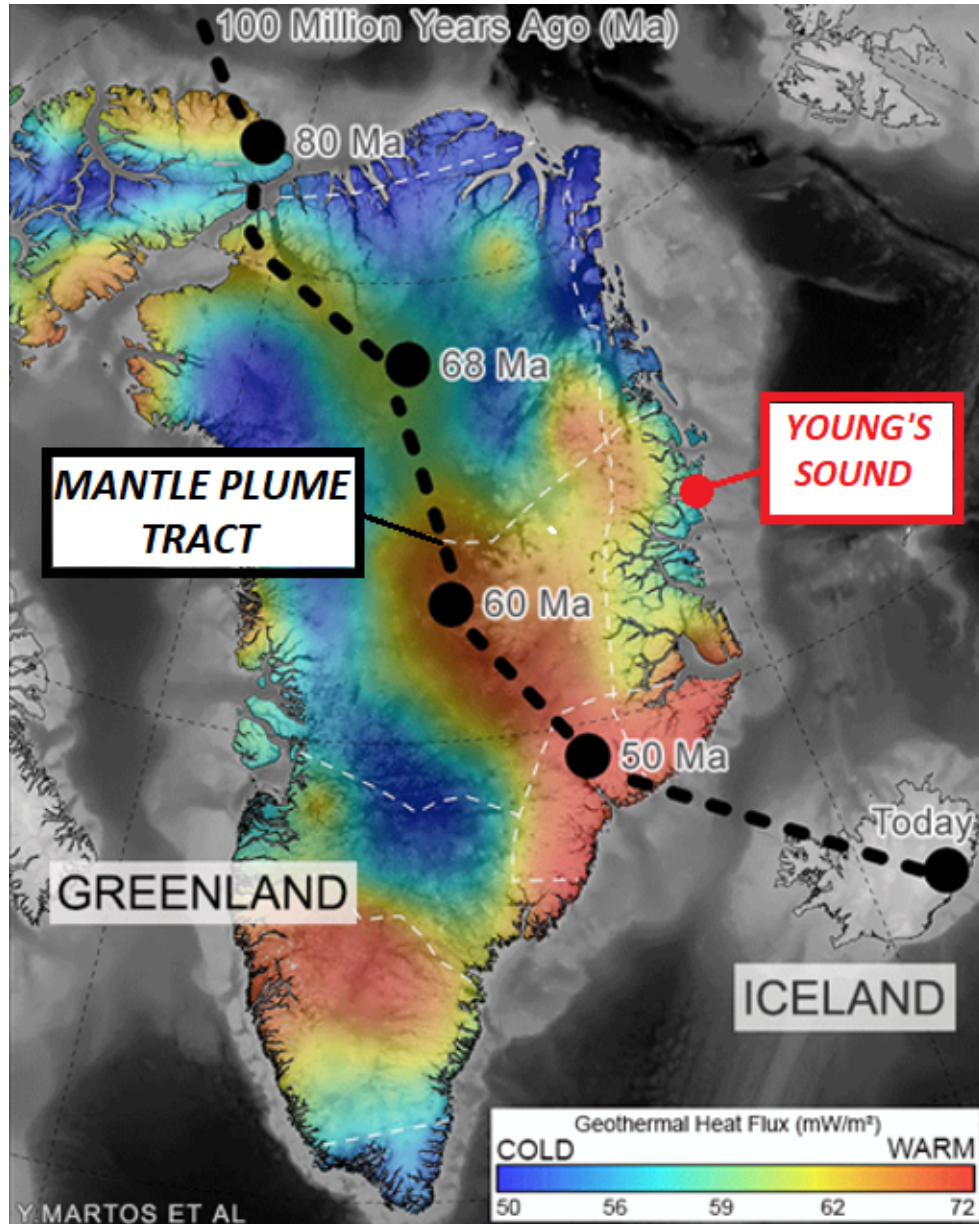 100 Million Years Ago (Ma)
80 Ma
68 Ma
YOUNG'S
SOUND
MANTLE PLUME
TRACT
60 Ma
50 Ma
Today
GREENLAND
ICELAND
Geothermal Heat Flux (mW/m²)
COLD WARM
50 56 59 62 72
Y.MARTOS ET AL